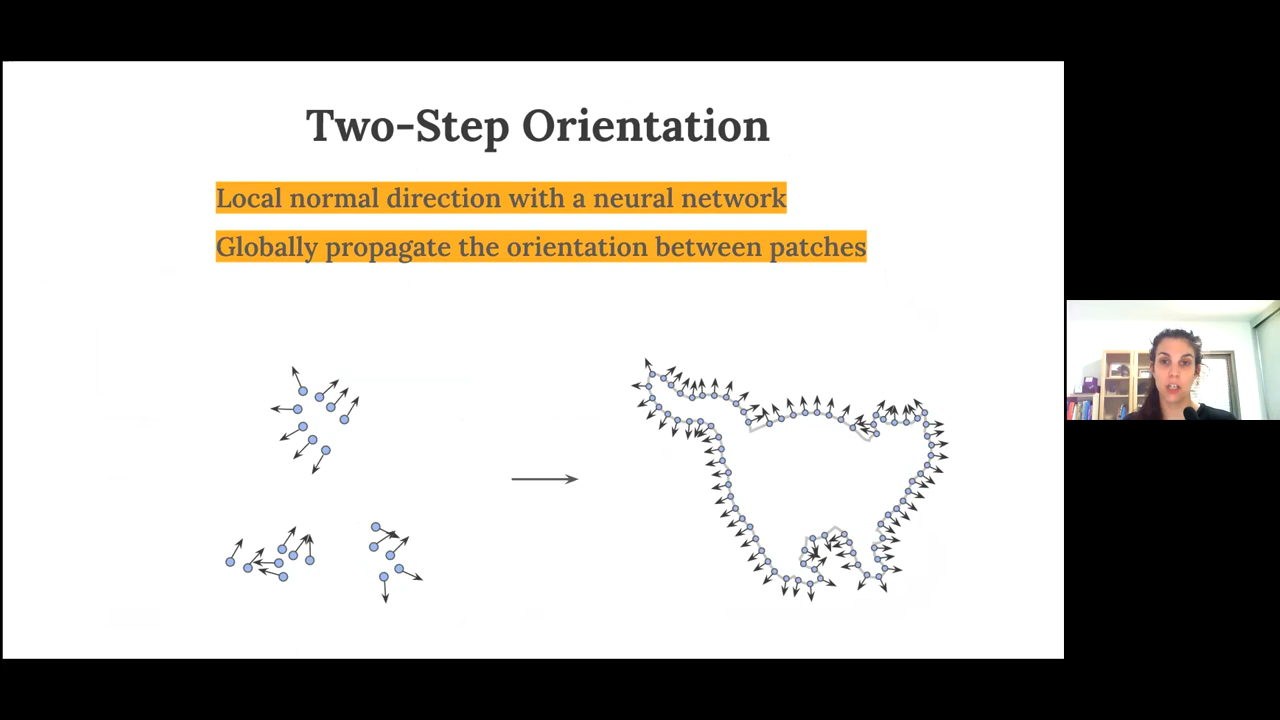 Two-Step Orientation
Local normal direction with a neural network
Globally propagate the orientation between patches